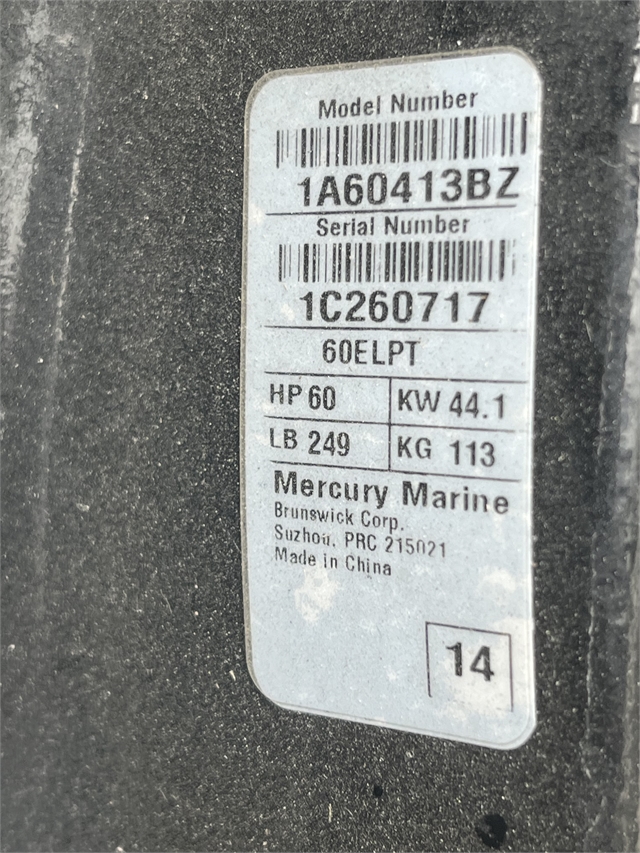 Model Number
1A60413BZ
Serial Number
1C260717
60ELPT
HP 60 KW 44.1
LB 249 KG 113
Mercury Marine
Brunswick Corp.
Suzhou, PRC 215021
Made in China
14